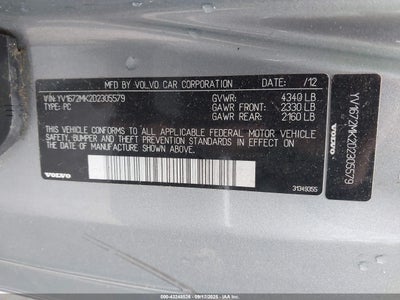 MFD. BY VOLVO CAR CORPORATION /12
VIN: YV1672MK2D2305579 GVWR: 4340 LB
TYPE: PC GAWR FRONT: 2330 LB
GAWR REAR: 2160 LB
THIS VEHICLE CONFORMS TO ALL APPLICABLE FEDERAL MOTOR VEHICLE
SAFETY, BUMPER AND THEFT PREVENTION STANDARDS IN EFFECT ON THE
DATE OF MANUFACTURE SHOWN ABOVE.
VOLVO
31349055
YV1672MK2D2305579
VOLVO